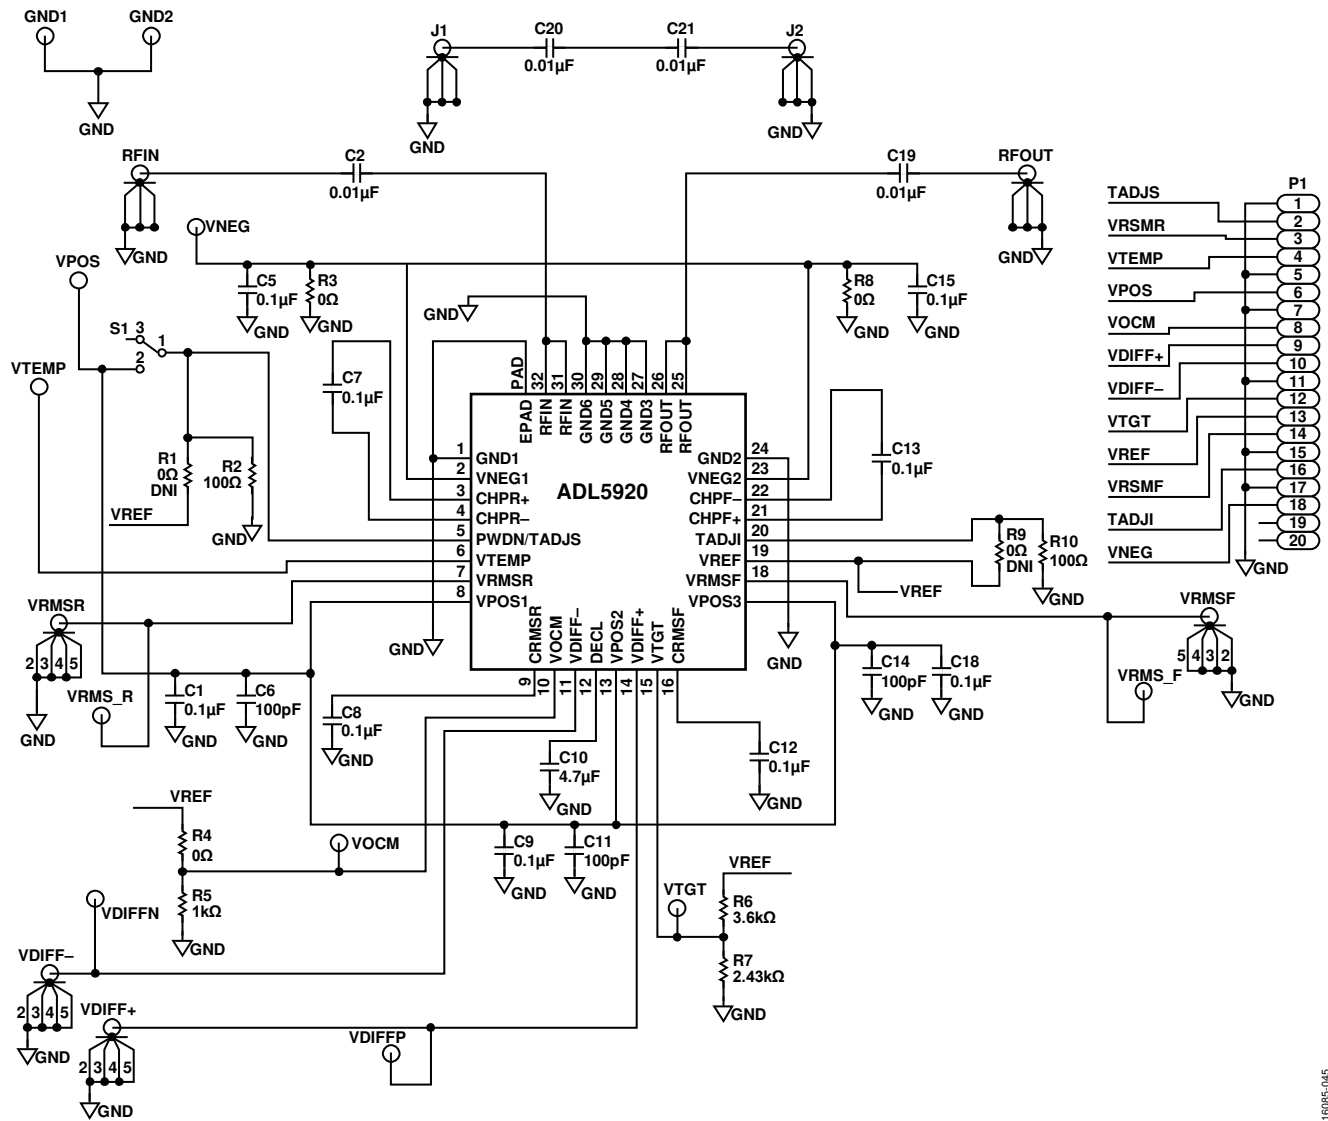 GND1 GND2
GND
J1 C20 C21 J2
0.01µF 0.01µF
GND GND
RFIN C2 C19 RFOUT
0.01µF 0.01µF
GND GND
VNEG
VPOS
C5
0.1µF
GND
R3
0Ω
GND
GND
R8
0Ω
GND
C15
0.1µF
GND
S1 3 1
2
VTEMP
C7
0.1µF
R1
0Ω
DNI
R2
100Ω
VREF
GND
PAD 32 31 30 29 28 27 26 25
EPAD RFIN RFIN GND6 GND5 GND4 GND3 RFOUT RFOUT
ADL5920
1 GND1
2 VNEG1
3 CHPR+
4 CHPR–
5 PWDN/TADJS
6 VTEMP
7 VRMSR
8 VPOS1
GND2 24
VNEG2 23
CHPF– 22
CHPF+ 21
TADJI 20
VREF 19
VRMSF 18
VPOS3
CRMSR VOCM VDIFF– DECL VPOS2 VDIFF+ VTGT CRMSF
9 10 11 12 13 14 15 16
C13
0.1µF
R9
0Ω
DNI
R10
100Ω
GND
VREF
GND
GND
P1
TADJS
VRSMR
VTEMP
VPOS
VOCM
VDIFF+
VDIFF–
VTGT
VREF
VRSMF
TADJI
VNEG
1
2
3
4
5
6
7
8
9
10
11
12
13
14
15
16
17
18
19
20
GND
VRMSR
2 3 4 5
GND
VRMS_R
C1
0.1µF
GND
C6
100pF
GND
C8
0.1µF
GND
C10
4.7µF
GND
C12
0.1µF
GND
C14
100pF
GND
C18
0.1µF
GND
VRMSF
5 4 3 2
GND
VRMS_F
VREF
R4
0Ω
VOCM
R5
1kΩ
GND
C9
0.1µF
GND
C11
100pF
GND
VREF
VTGT
R6
3.6kΩ
R7
2.43kΩ
GND
VDIFFN
VDIFF–
2 3 4 5
GND
VDIFF+
2 3 4 5
GND
VDIFFP
16085-045